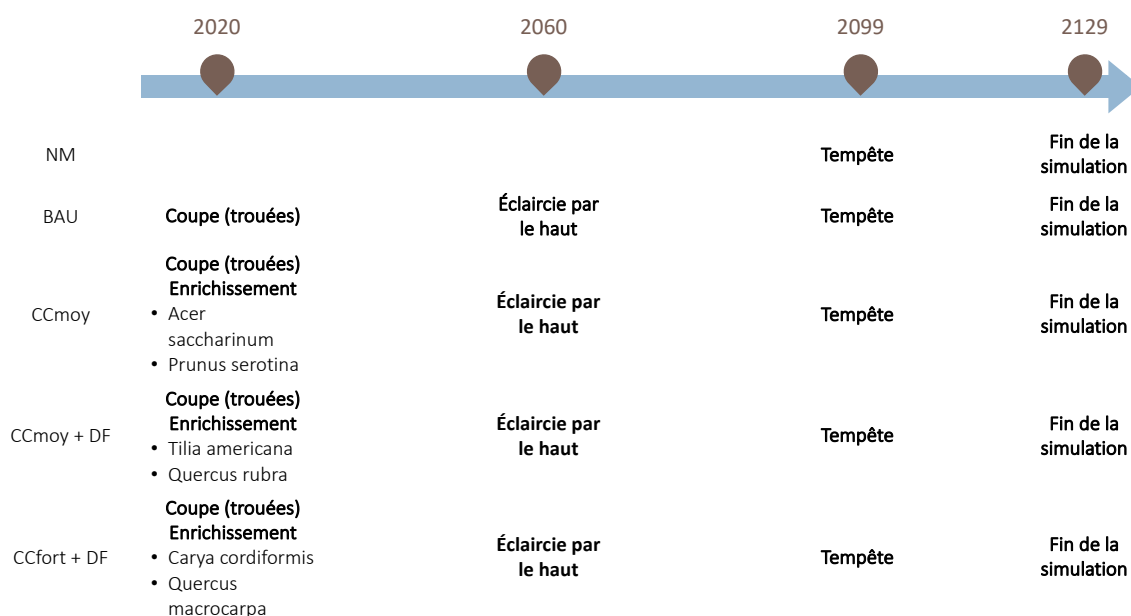 2020 2060 2099 2129
NM
Tempête
Fin de la
simulation
BAU
Coupe (trouées)
Éclaircie par
le haut
Tempête
Fin de la
simulation
CCmoy
Coupe (trouées)
Enrichissement
• Acer
saccharinum
• Prunus serotina
Éclaircie par
le haut
Tempête
Fin de la
simulation
CCmoy + DF
Coupe (trouées)
Enrichissement
• Tilia americana
• Quercus rubra
Éclaircie par
le haut
Tempête
Fin de la
simulation
CCfort + DF
Coupe (trouées)
Enrichissement
• Carya cordiformis
• Quercus
macrocarpa
Éclaircie par
le haut
Tempête
Fin de la
simulation